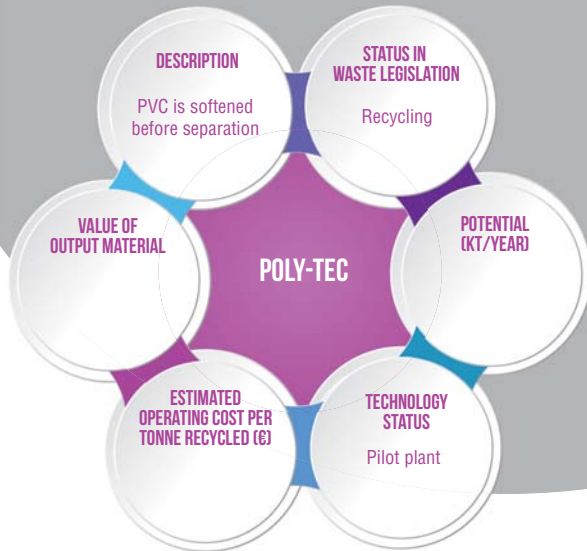 DESCRIPTION
PVC is softened
before separation
STATUS IN
WASTE LEGISLATION
Recycling
VALUE OF
OUTPUT MATERIAL
POLY-TEC
POTENTIAL
(KT/YEAR)
ESTIMATED
OPERATING COST PER
TONNE RECYCLED (€)
TECHNOLOGY
STATUS
Pilot plant